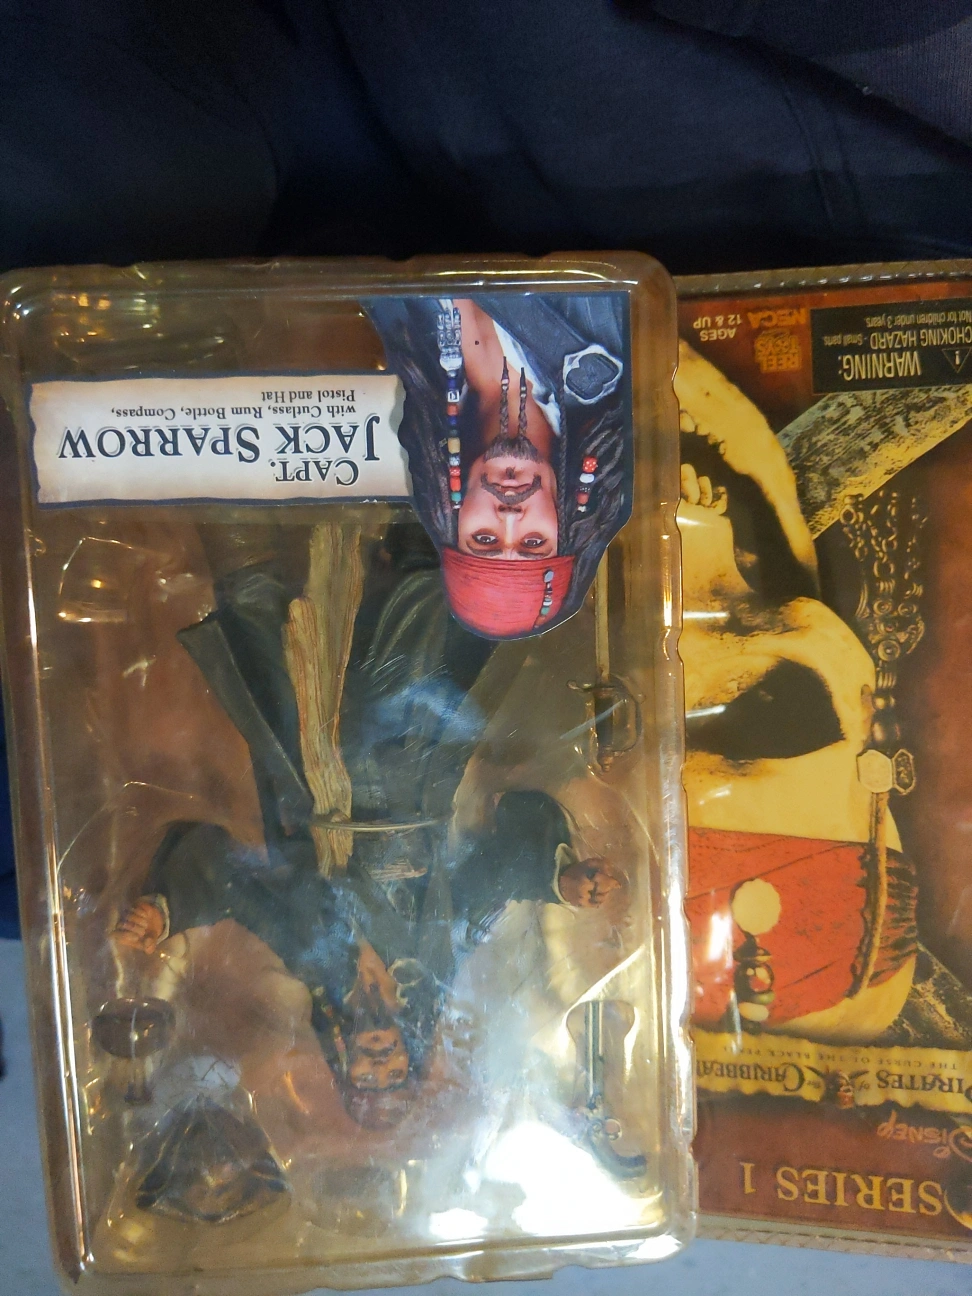 SERIES 1
DISNEY
PIRATES of the CARIBBEAN
THE CURSE OF THE BLACK PEARL
CAPT.
JACK SPARROW
with Cutlass, Rum Bottle, Compass,
Pistol and Hat
WARNING:
CHOKING HAZARD - Small parts.
Not for children under 3 years.
REEL
TOYS
NECA
AGES
12 & UP